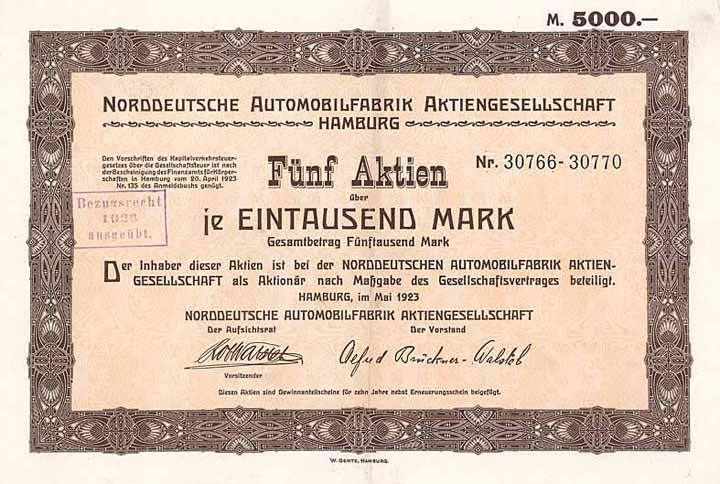 M. 5000.—
NORDDEUTSCHE AUTOMOBILFABRIK AKTIENGESELLSCHAFT
HAMBURG
Den Vorschriften des Kapitalverkehrsteuer-
gesetzes über die Gesellschaftsteuer ist nach
der Bescheinigung des Finanzamts für Körper-
schaften in Hamburg vom 20. April 1923
Nr. 135 des Anmeldebuchs genügt.
Fünf Aktien
Nr. 30766-30770
über
Bezugsrecht
1923
ausgeübt.
je EINTAUSEND MARK
Gesamtbetrag Fünftausend Mark
Der Inhaber dieser Aktien ist bei der NORDDEUTSCHEN AUTOMOBILFABRIK AKTIEN-
GESELLSCHAFT als Aktionär nach Maßgabe des Gesellschaftsvertrages beteiligt.
HAMBURG, im Mai 1923
NORDDEUTSCHE AUTOMOBILFABRIK AKTIENGESELLSCHAFT
Der Aufsichtsrat Der Vorstand
Vorsitzender
Diesen Aktien sind Gewinnanteilscheine für zehn Jahre nebst Erneuerungsschein beigefügt.
W. GENTE, HAMBURG.